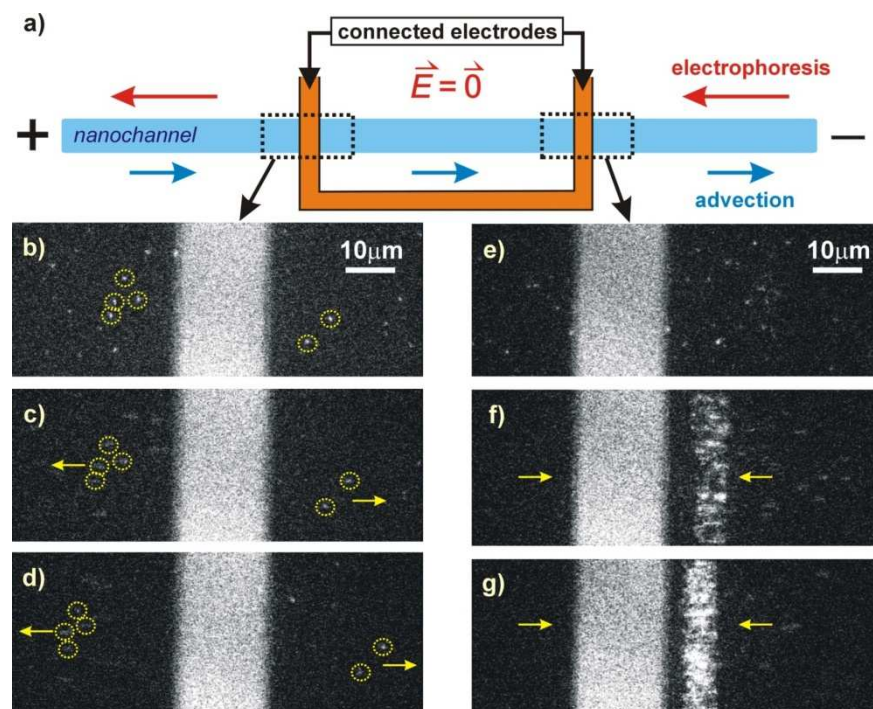 a)
connected electrodes
E = 0
electrophoresis
+
nanochannel
−
advection
b)
10μm
e)
10μm
c)
f)
d)
g)